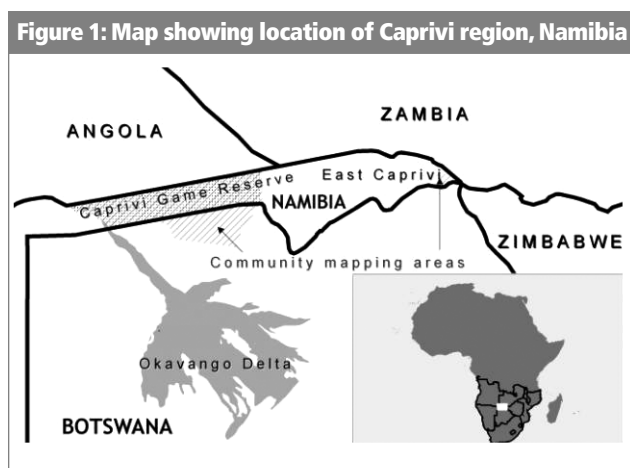 Figure 1: Map showing location of Caprivi region, Namibia
ZAMBIA
ANGOLA
East Caprivi
Caprivi Game Reserve
NAMIBIA
ZIMBABWE
Community mapping areas
Okavango Delta
BOTSWANA